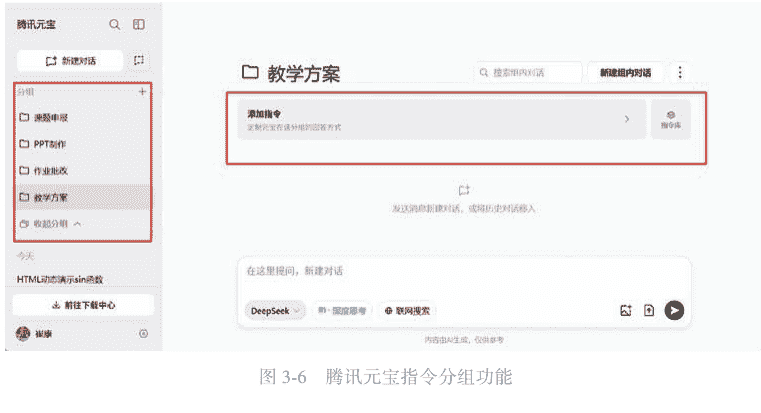 腾讯元宝
新建对话
分组
课题申报
PPT制作
作业批改
教学方案
收起分组
今天
HTML动态演示sin函数
前往下载中心
崔康
教学方案
搜索组内对话
新建组内对话
添加指令
定制元宝在该分组的回答方式
指令库
发送消息新建对话，或将历史对话移入
在这里提问，新建对话
DeepSeek
深度思考
联网搜索
内容由AI生成，仅供参考
图 3-6 腾讯元宝指令分组功能